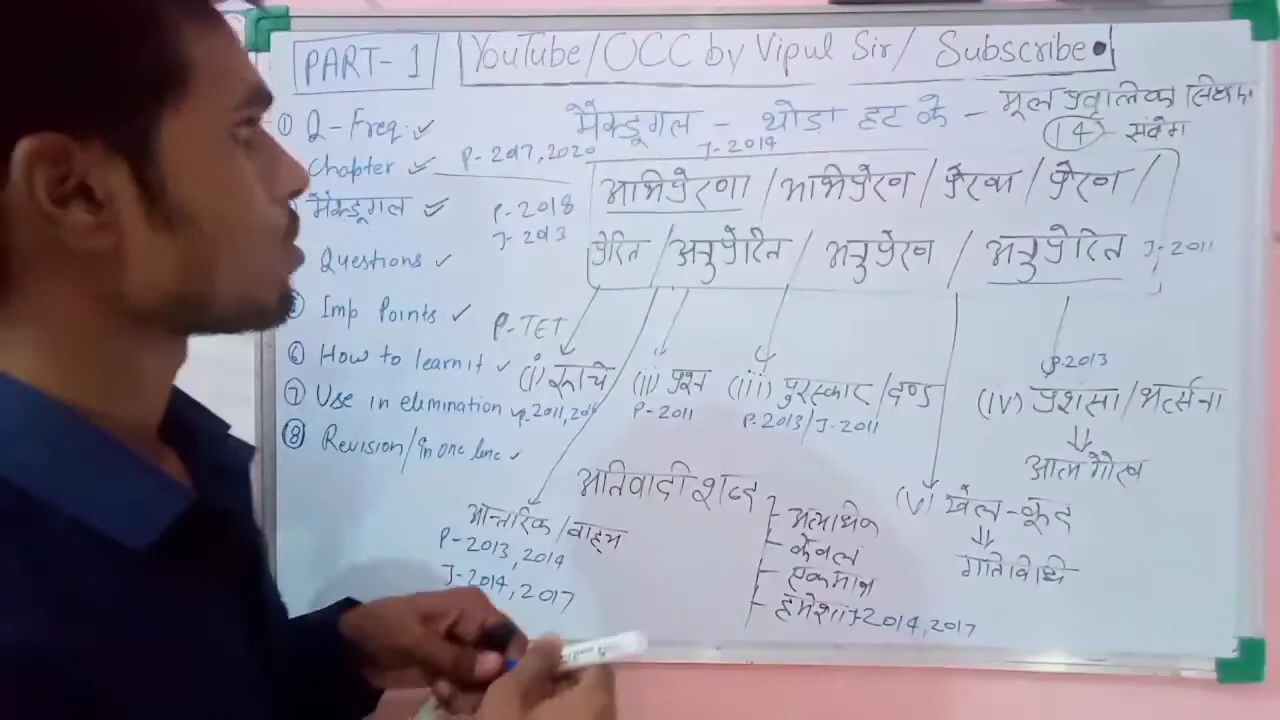 PART-1 YouTube/OCC by Vipul Sir/ Subscribe
① Q-Freq. ✓
Chapter ✓
मैक्डूगल ✓
Questions ✓
Imp Points ✓
⑥ How to learn it ✓
⑦ Use in elimination ✓
⑧ Revision/in one line ✓
मैक्डूगल - थोडा हट के - मूल प्रवृत्ति का
14 संवेग
P-2017, 2020 J-2014
अभिप्रेरणा / अभिप्रेरण / प्रेरक / प्रेरण /
P-2018
J-2013
प्रेरित / अनुप्रेरित / अनुप्रेरण / अनुप्रेरित J-2011
P-TET
(i) रूचि (ii) प्रश्न (iii) पुरस्कार / दण्ड
P-2011 P-2013/J-2011
P-2013
(iv) प्रशंसा / भर्त्सना
आत्म गौरव
(v) खेल-कूद
गतिविधि
आन्तरिक / वाह्य
P-2013, 2014
J-2014, 2017
अतिवादी शब्द
अत्याधिक
केवल
एकमात्र
हमेशा J-2014, 2017